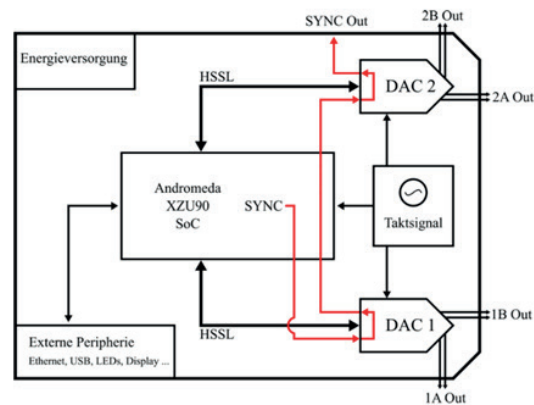 SYNC Out
2B Out
Energieversorgung
HSSL
DAC 2
2A Out
Andromeda
XZU90
SoC
SYNC
Taktsignal
HSSL
DAC 1
1B Out
Externe Peripherie
Ethernet, USB, LEDs, Display ...
1A Out